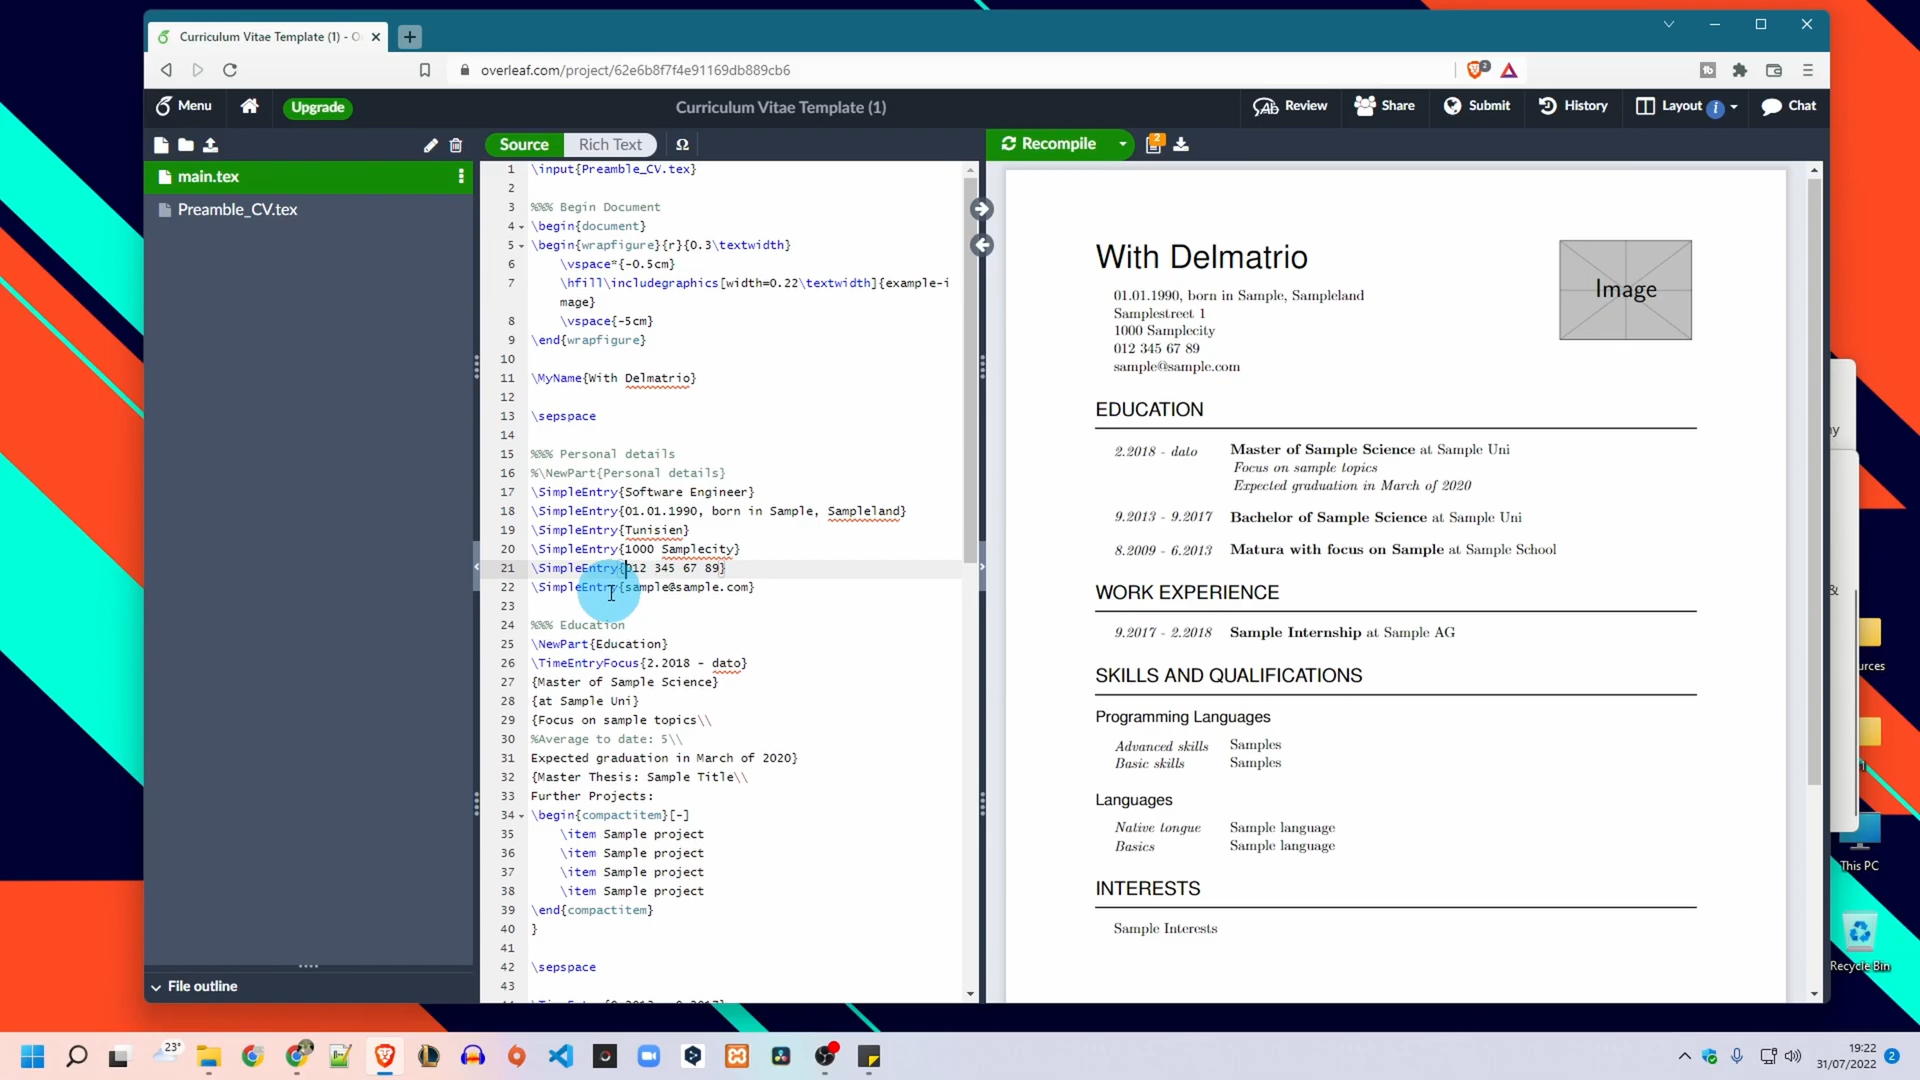 Curriculum Vitae Template (1) - O
overleaf.com/project/62e6b8f7f4e91169db889cb6
2
Menu
Upgrade
Curriculum Vitae Template (1)
Review
Share
Submit
History
Layout
Chat
Source
Rich Text
Ω
Recompile
2
main.tex
Preamble_CV.tex
File outline
1 \input{Preamble_CV.tex}
2
3 %%% Begin Document
4 \begin{document}
5 \begin{wrapfigure}{r}{0.3\textwidth}
6 \vspace*{-0.5cm}
7 \hfill\includegraphics[width=0.22\textwidth]{example-i
mage}
8 \vspace{-5cm}
9 \end{wrapfigure}
10
11 \MyName{With Delmatrio}
12
13 \sepspace
14
15 %%% Personal details
16 %\NewPart{Personal details}
17 \SimpleEntry{Software Engineer}
18 \SimpleEntry{01.01.1990, born in Sample, Sampleland}
19 \SimpleEntry{Tunisien}
20 \SimpleEntry{1000 Samplecity}
21 \SimpleEntry{012 345 67 89}
22 \SimpleEntry{sample@sample.com}
23
24 %%% Education
25 \NewPart{Education}
26 \TimeEntryFocus{2.2018 - dato}
27 {Master of Sample Science}
28 {at Sample Uni}
29 {Focus on sample topics\\
30 %Average to date: 5\\
31 Expected graduation in March of 2020}
32 {Master Thesis: Sample Title\\
33 Further Projects:
34 \begin{compactitem}[-]
35 \item Sample project
36 \item Sample project
37 \item Sample project
38 \item Sample project
39 \end{compactitem}
40 }
41
42 \sepspace
43
With Delmatrio
Image
01.01.1990, born in Sample, Sampleland
Samplestreet 1
1000 Samplecity
012 345 67 89
sample@sample.com
EDUCATION
2.2018 - dato Master of Sample Science at Sample Uni
Focus on sample topics
Expected graduation in March of 2020
9.2013 - 9.2017 Bachelor of Sample Science at Sample Uni
8.2009 - 6.2013 Matura with focus on Sample at Sample School
WORK EXPERIENCE
9.2017 - 2.2018 Sample Internship at Sample AG
SKILLS AND QUALIFICATIONS
Programming Languages
Advanced skills Samples
Basic skills Samples
Languages
Native tongue Sample language
Basics Sample language
INTERESTS
Sample Interests
&
This PC
Recycle Bin
23°
19:22
31/07/2022
2